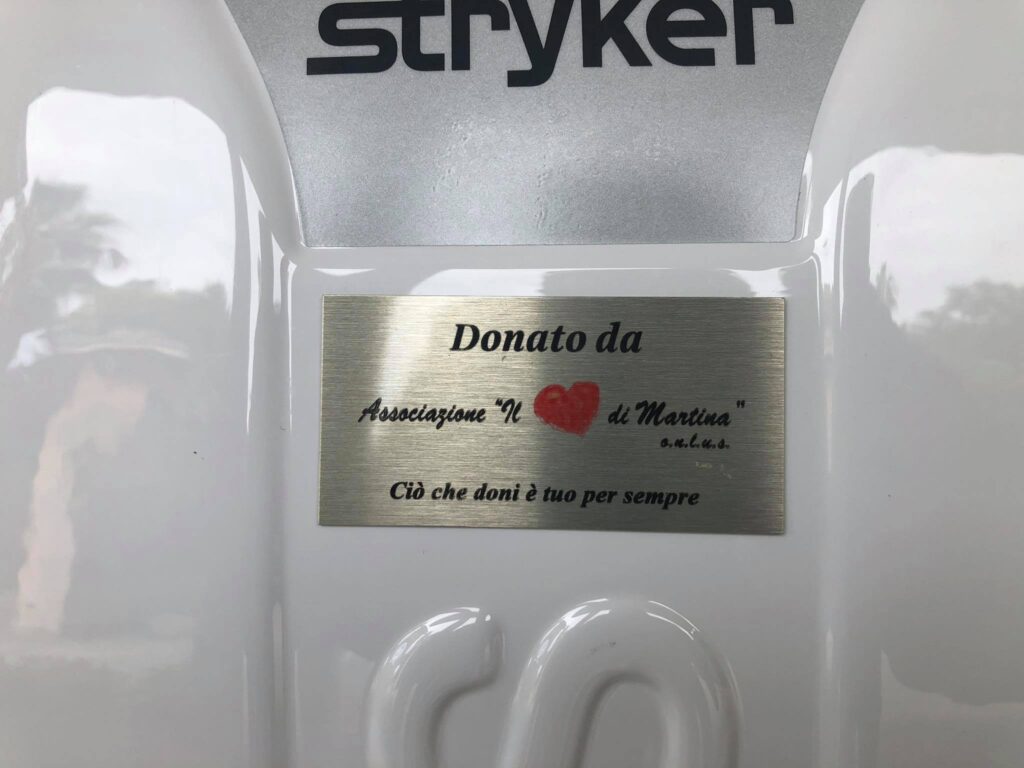 stryker
Donato da
Associazione "Il di Martina"
o.n.l.u.s.
Ciò che doni è tuo per sempre